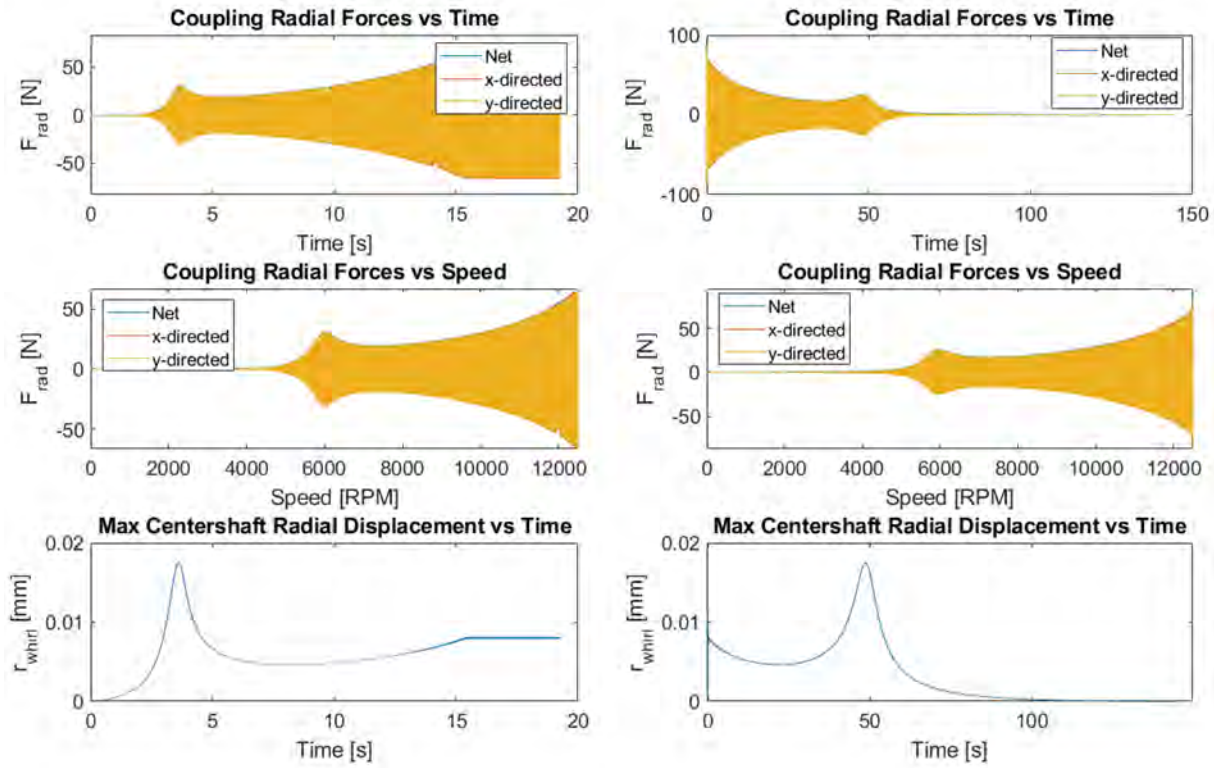 Coupling Radial Forces vs Time
50
0
-50
F_rad [N]
Net
x-directed
y-directed
0 5 10 15 20
Time [s]
Coupling Radial Forces vs Time
100
0
-100
F_rad [N]
Net
x-directed
y-directed
0 50 100 150
Time [s]
Coupling Radial Forces vs Speed
50
0
-50
F_rad [N]
Net
x-directed
y-directed
0 2000 4000 6000 8000 10000 12000
Speed [RPM]
Coupling Radial Forces vs Speed
50
0
-50
F_rad [N]
Net
x-directed
y-directed
0 2000 4000 6000 8000 10000 12000
Speed [RPM]
Max Centershaft Radial Displacement vs Time
0.02
0.01
0
r_whirl [mm]
0 5 10 15 20
Time [s]
Max Centershaft Radial Displacement vs Time
0.02
0.01
0
r_whirl [mm]
0 50 100
Time [s]